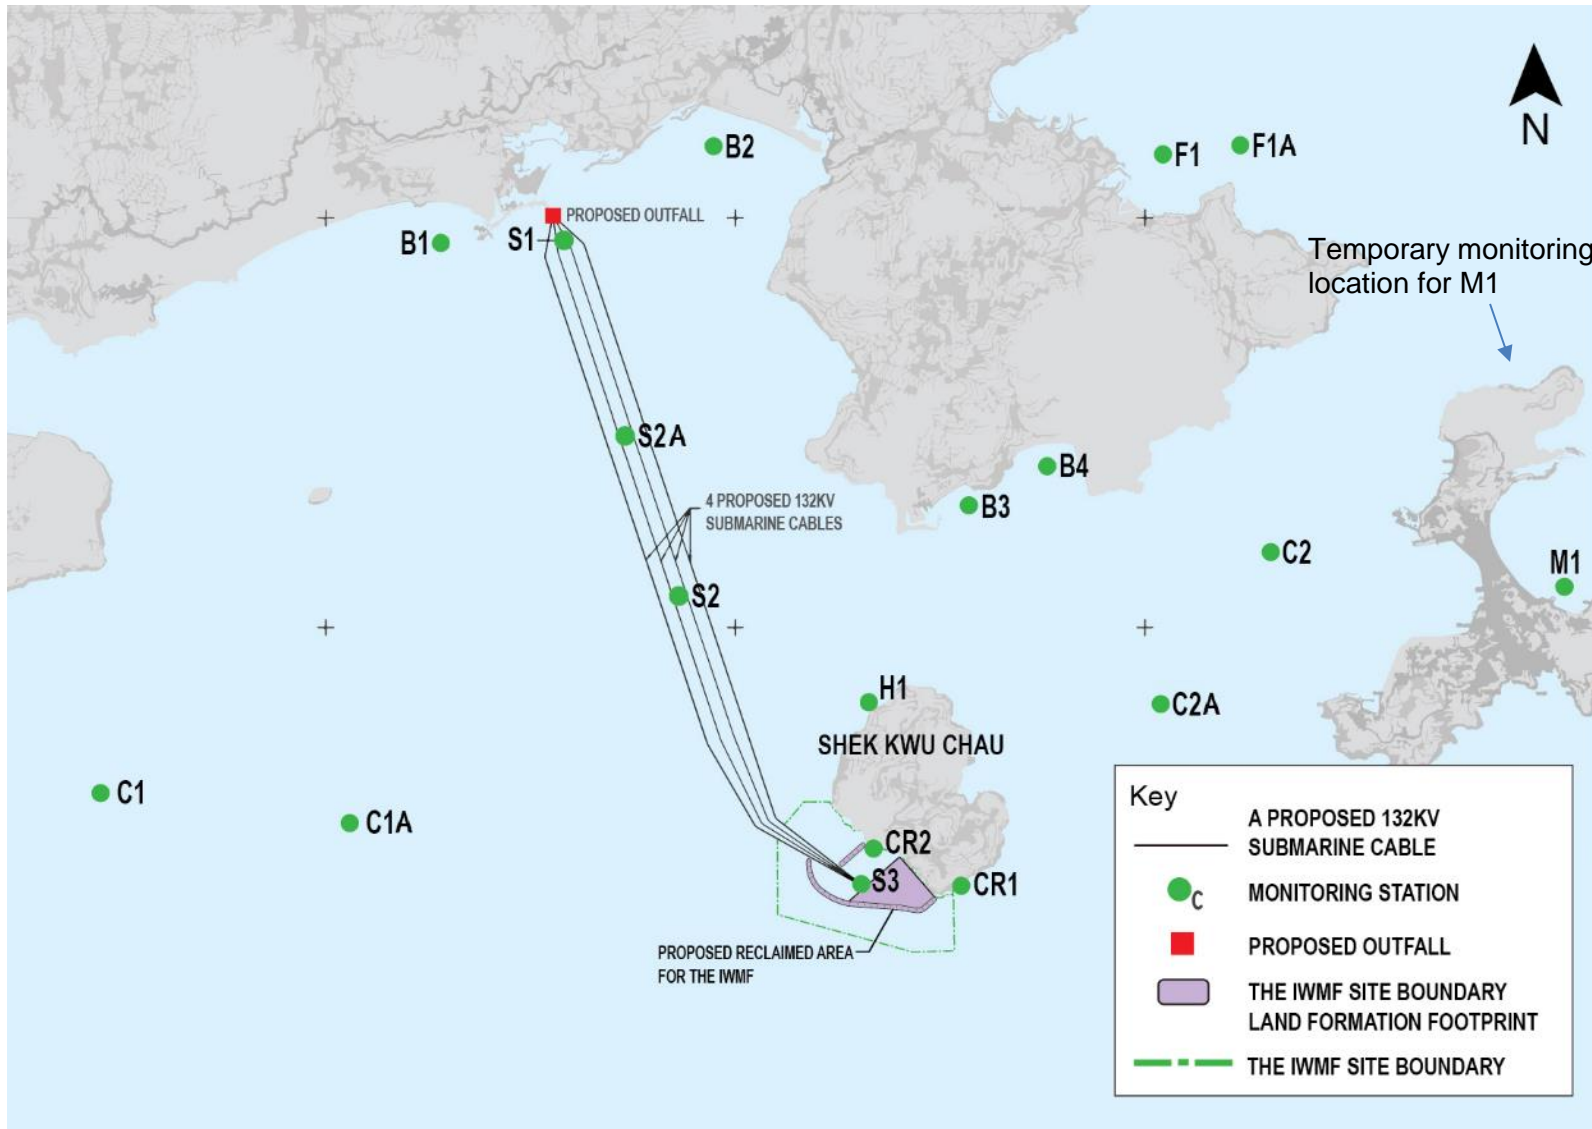 N
B2
F1
F1A
PROPOSED OUTFALL
B1
S1
Temporary monitoring
location for M1
S2A
B4
4 PROPOSED 132KV
SUBMARINE CABLES
B3
C2
M1
S2
H1
C2A
SHEK KWU CHAU
C1
C1A
CR2
S3
CR1
PROPOSED RECLAIMED AREA
FOR THE IWMF
Key
A PROPOSED 132KV
SUBMARINE CABLE
C
MONITORING STATION
PROPOSED OUTFALL
THE IWMF SITE BOUNDARY
LAND FORMATION FOOTPRINT
THE IWMF SITE BOUNDARY